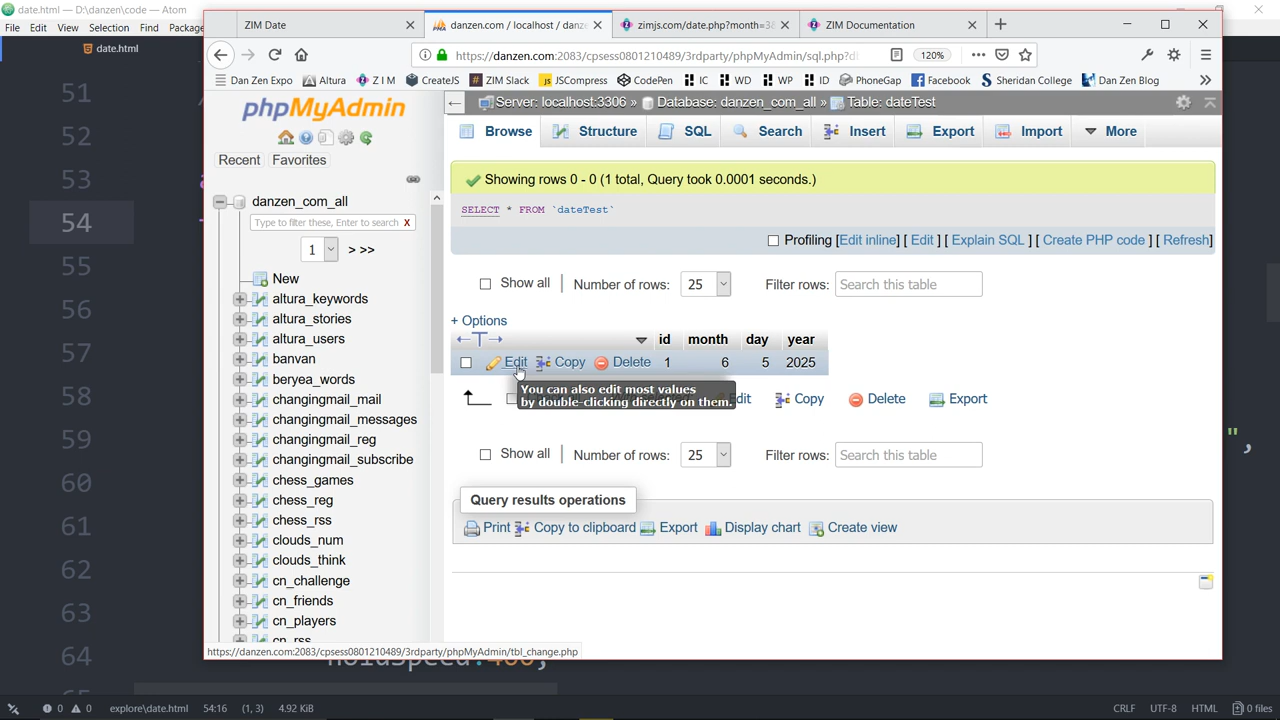 date.html — D:\danzen\code — Atom
File Edit View Selection Find Package
date.html
51
52
53
54
55
56
57
58
59
60
61
62
63
64
ZIM Date
danzen.com / localhost / danz
zimjs.com/date.php?month=3&
ZIM Documentation
https://danzen.com:2083/cpsess0801210489/3rdparty/phpMyAdmin/sql.php?d
120%
Dan Zen Expo Altura Z I M CreateJS ZIM Slack JSCompress CodePen IC WD WP ID PhoneGap Facebook Sheridan College Dan Zen Blog
phpMyAdmin
Recent Favorites
danzen_com_all
Type to filter these, Enter to search X
1 > >>
New
altura_keywords
altura_stories
altura_users
banvan
beryea_words
changingmail_mail
changingmail_messages
changingmail_reg
changingmail_subscribe
chess_games
chess_reg
chess_rss
clouds_num
clouds_think
cn_challenge
cn_friends
cn_players
cn_rss
Server: localhost:3306 » Database: danzen_com_all » Table: dateTest
Browse Structure SQL Search Insert Export Import More
Showing rows 0 - 0 (1 total, Query took 0.0001 seconds.)
SELECT * FROM `dateTest`
Profiling [Edit inline] [ Edit ] [ Explain SQL ] [ Create PHP code ] [ Refresh]
Show all Number of rows: 25 Filter rows: Search this table
+ Options
←T→ id month day year
Edit Copy Delete 1 6 5 2025
You can also edit most values
by double-clicking directly on them.
Edit Copy Delete Export
Show all Number of rows: 25 Filter rows: Search this table
Query results operations
Print Copy to clipboard Export Display chart Create view
",
https://danzen.com:2083/cpsess0801210489/3rdparty/phpMyAdmin/tbl_change.php
holdSpeed:400,
0 0 explore\date.html 54:16 (1, 3) 4.92 KiB CRLF UTF-8 HTML 0 files